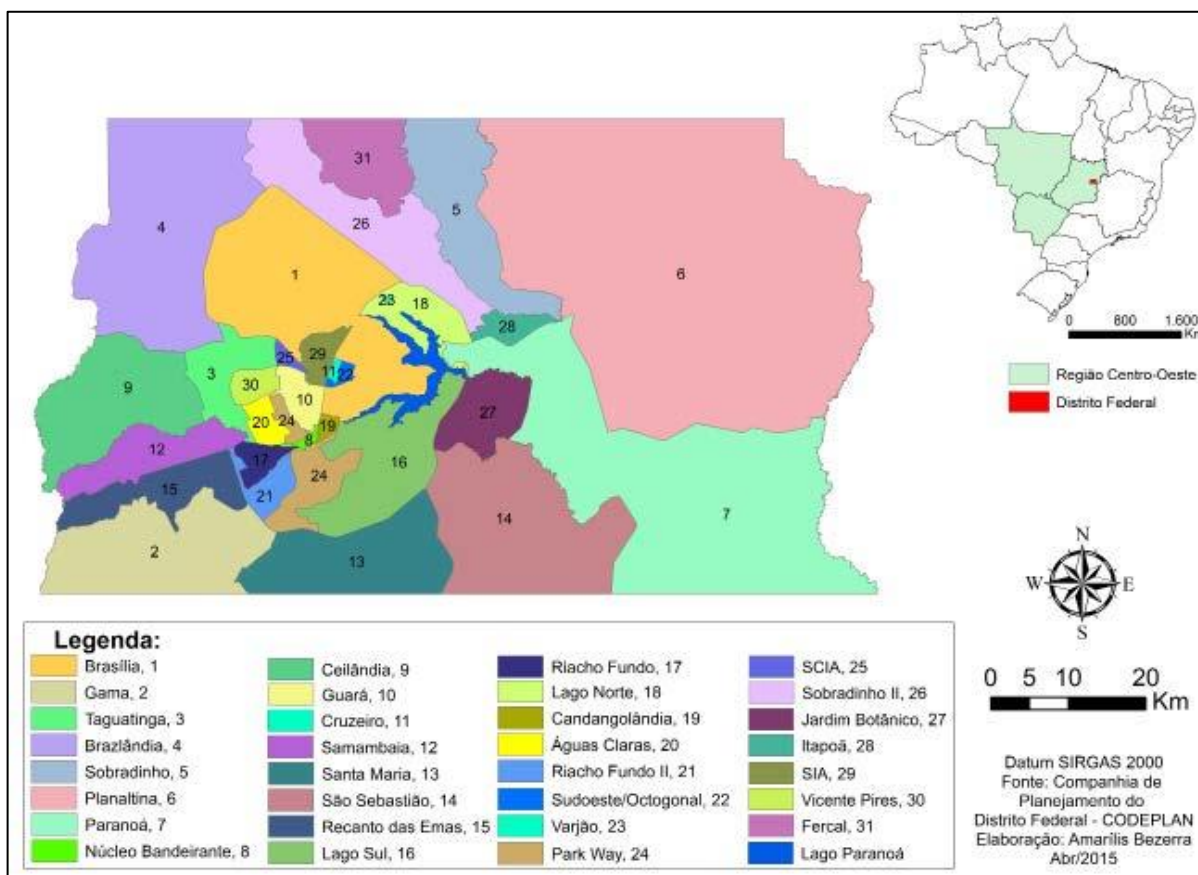 31
5
4
26
6
1
23
18
28
25
29
11
22
9
3
30
10
27
20
24
19
8
12
17
16
24
15
21
14
7
2
13
0 800 1.600
Km
Região Centro-Oeste
Distrito Federal
N
W E
S
0 5 10 20
Km
Legenda:
Brasília, 1
Gama, 2
Taguatinga, 3
Brazlândia, 4
Sobradinho, 5
Planaltina, 6
Paranoá, 7
Núcleo Bandeirante, 8
Ceilândia, 9
Guará, 10
Cruzeiro, 11
Samambaia, 12
Santa Maria, 13
São Sebastião, 14
Recanto das Emas, 15
Lago Sul, 16
Riacho Fundo, 17
Lago Norte, 18
Candangolândia, 19
Águas Claras, 20
Riacho Fundo II, 21
Sudoeste/Octogonal, 22
Varjão, 23
Park Way, 24
SCIA, 25
Sobradinho II, 26
Jardim Botânico, 27
Itapoã, 28
SIA, 29
Vicente Pires, 30
Fercal, 31
Lago Paranoá
Datum SIRGAS 2000
Fonte: Companhia de
Planejamento do
Distrito Federal - CODEPLAN
Elaboração: Amarílis Bezerra
Abr/2015